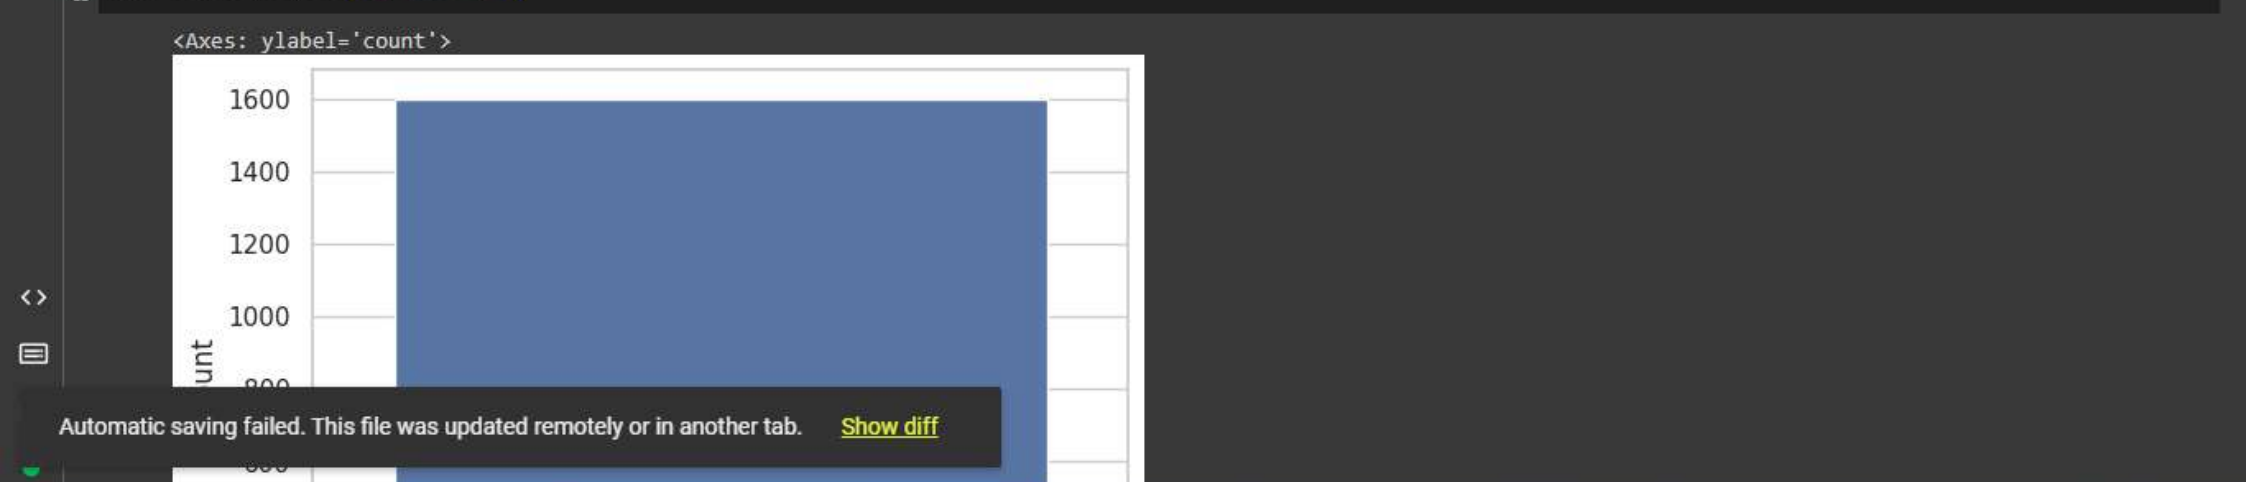 <Axes: ylabel='count'>
1600
1400
1200
1000
800
Automatic saving failed. This file was updated remotely or in another tab. Show diff